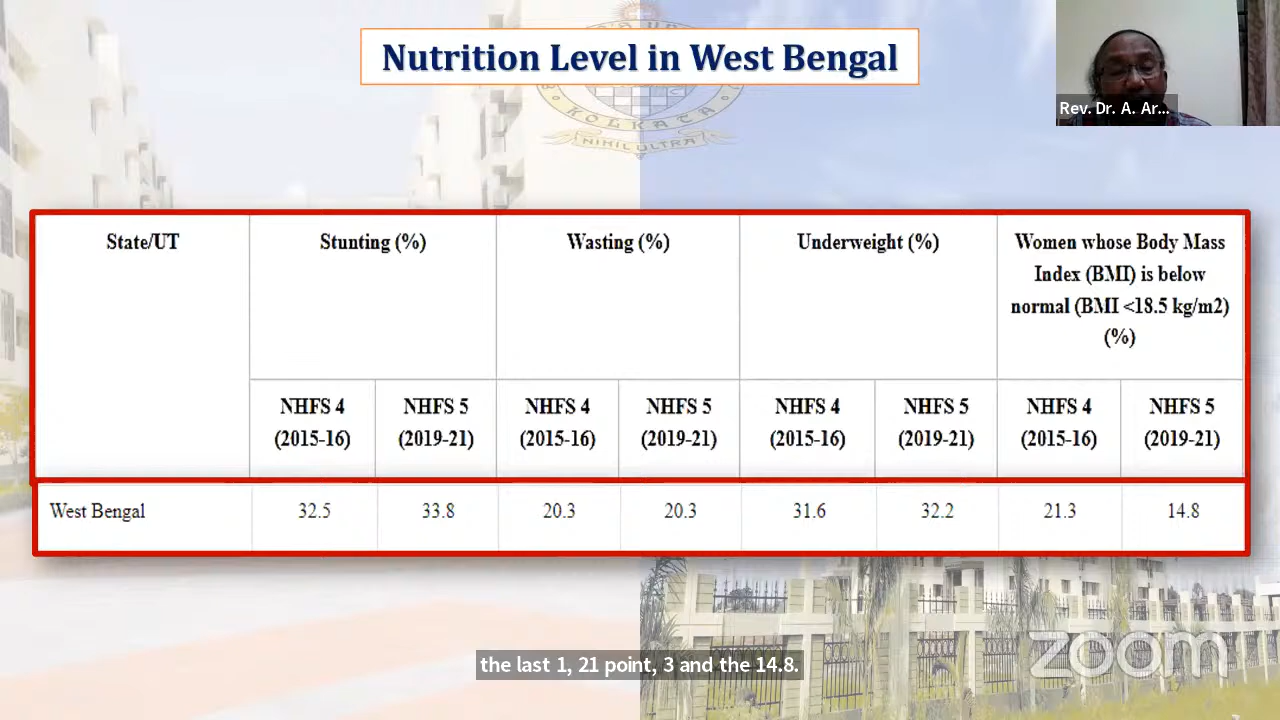 Nutrition Level in West Bengal
KOLKATA
NIHIL ULTRA
Rev. Dr. A. Ar...
State/UT
Stunting (%)
Wasting (%)
Underweight (%)
Women whose Body Mass
Index (BMI) is below
normal (BMI <18.5 kg/m2)
(%)
NHFS 4
(2015-16)
NHFS 5
(2019-21)
NHFS 4
(2015-16)
NHFS 5
(2019-21)
NHFS 4
(2015-16)
NHFS 5
(2019-21)
NHFS 4
(2015-16)
NHFS 5
(2019-21)
West Bengal 32.5 33.8 20.3 20.3 31.6 32.2 21.3 14.8
zoom
the last 1, 21 point, 3 and the 14.8.